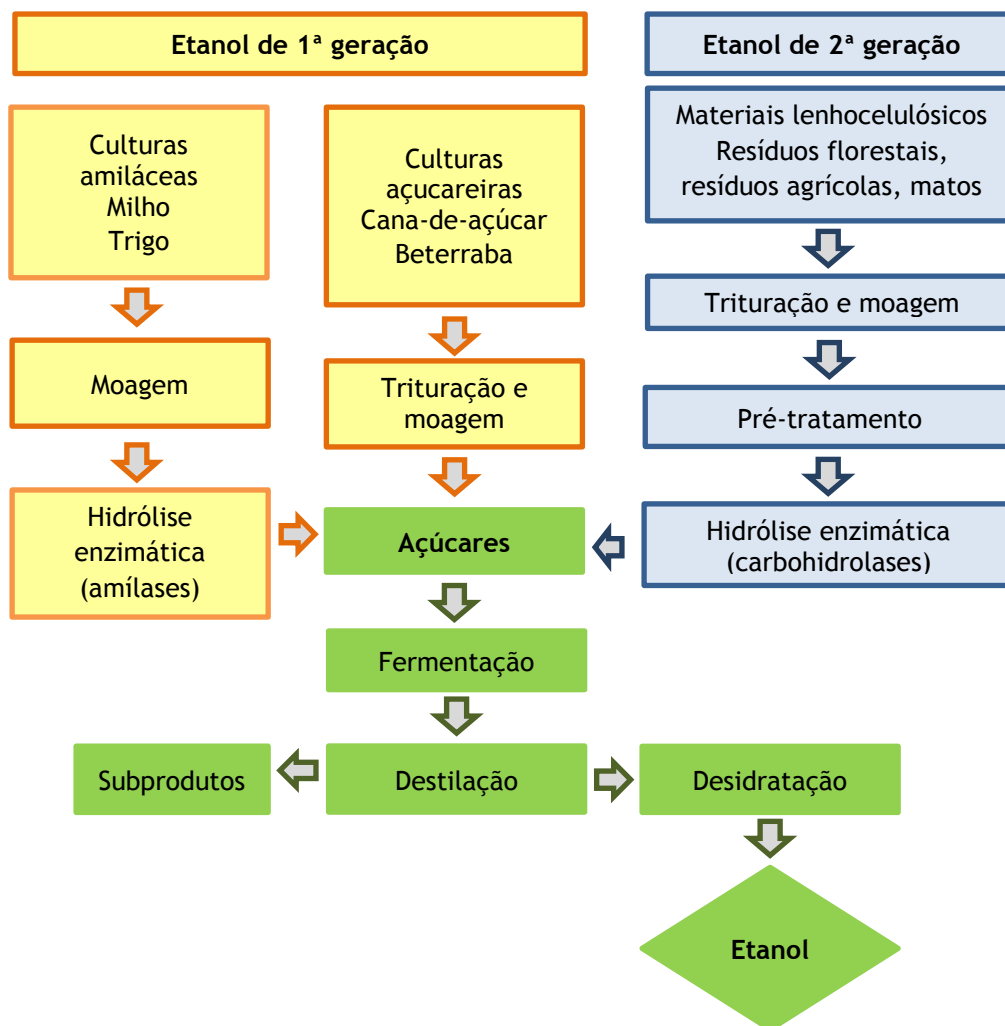 Etanol de 1ª geração
Etanol de 2ª geração
Culturas
amiláceas
Milho
Trigo
Culturas
açucareiras
Cana-de-açúcar
Beterraba
Materiais lenhocelulósicos
Resíduos florestais,
resíduos agrícolas, matos
Moagem
Trituração e
moagem
Trituração e moagem
Pré-tratamento
Hidrólise
enzimática
(amílases)
Açúcares
Hidrólise enzimática
(carbohidrolases)
Fermentação
Subprodutos
Destilação
Desidratação
Etanol